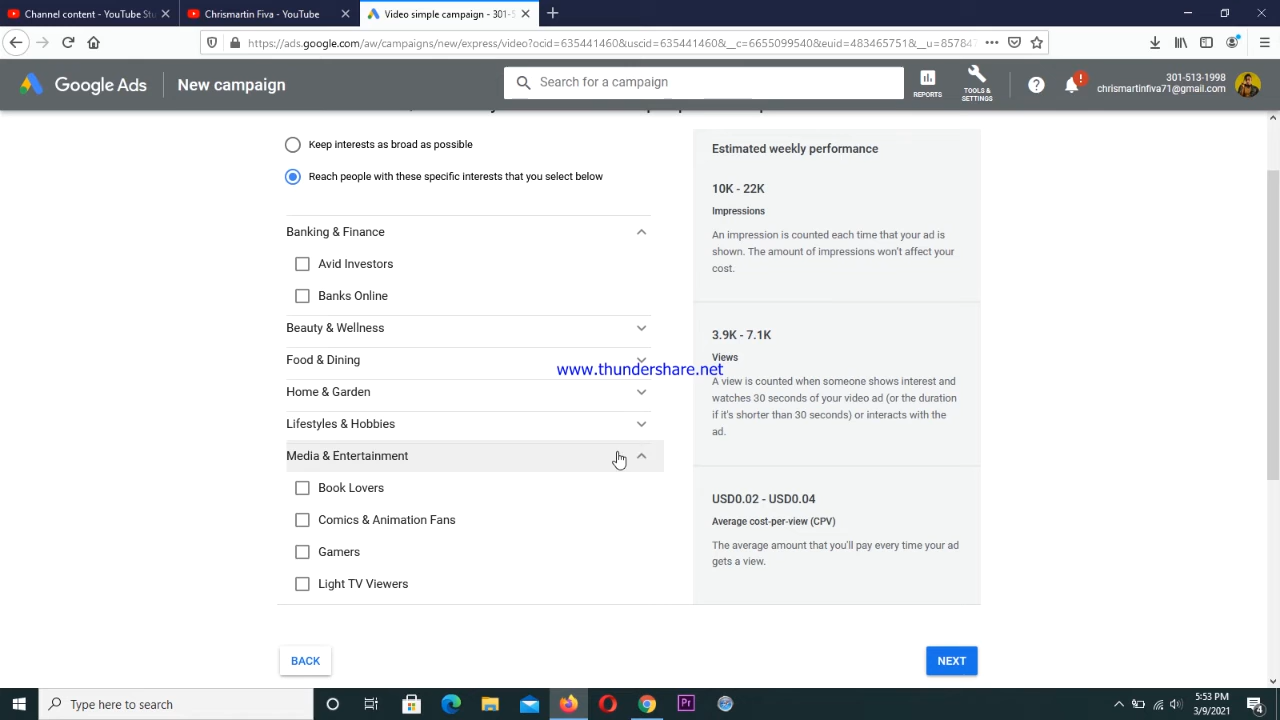 Channel content - YouTube St
Chrismartin Fiva - YouTube
Video simple campaign - 301-5
https://ads.google.com/aw/campaigns/new/express/video?ocid=635441460&uscid=635441460&__c=6655099540&euid=483465751&__u=85784
Google Ads
New campaign
Search for a campaign
REPORTS
TOOLS &
SETTINGS
301-513-1998
chrismartinfiva71@gmail.com
Keep interests as broad as possible
Reach people with these specific interests that you select below
Banking & Finance
Avid Investors
Banks Online
Beauty & Wellness
Food & Dining
Home & Garden
Lifestyles & Hobbies
Media & Entertainment
Book Lovers
Comics & Animation Fans
Gamers
Light TV Viewers
www.thundershare.net
Estimated weekly performance
10K - 22K
Impressions
An impression is counted each time that your ad is
shown. The amount of impressions won't affect your
cost.
3.9K - 7.1K
Views
A view is counted when someone shows interest and
watches 30 seconds of your video ad (or the duration
if it's shorter than 30 seconds) or interacts with the
ad.
USD0.02 - USD0.04
Average cost-per-view (CPV)
The average amount that you'll pay every time your ad
gets a view.
BACK
NEXT
Type here to search
Pr
5:53 PM
3/9/2021
4